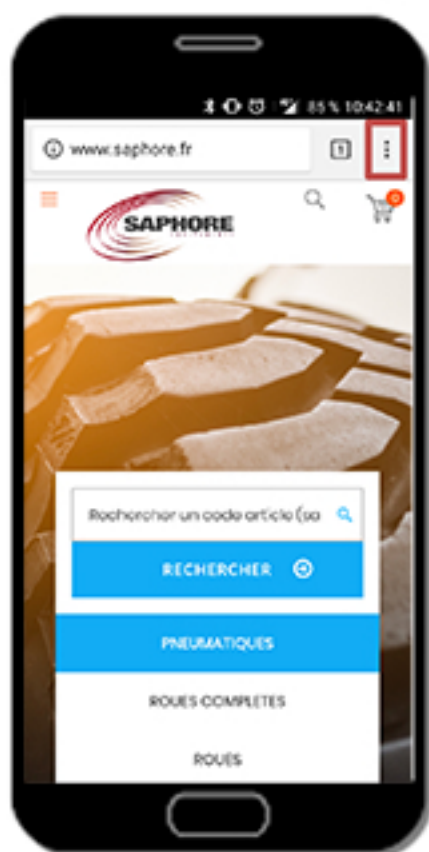 85 % 10:42:41
www.saphore.fr
1
0
SAPHORE
Rechercher un code article (sa
RECHERCHER
PNEUMATIQUES
ROUES COMPLETES
ROUES